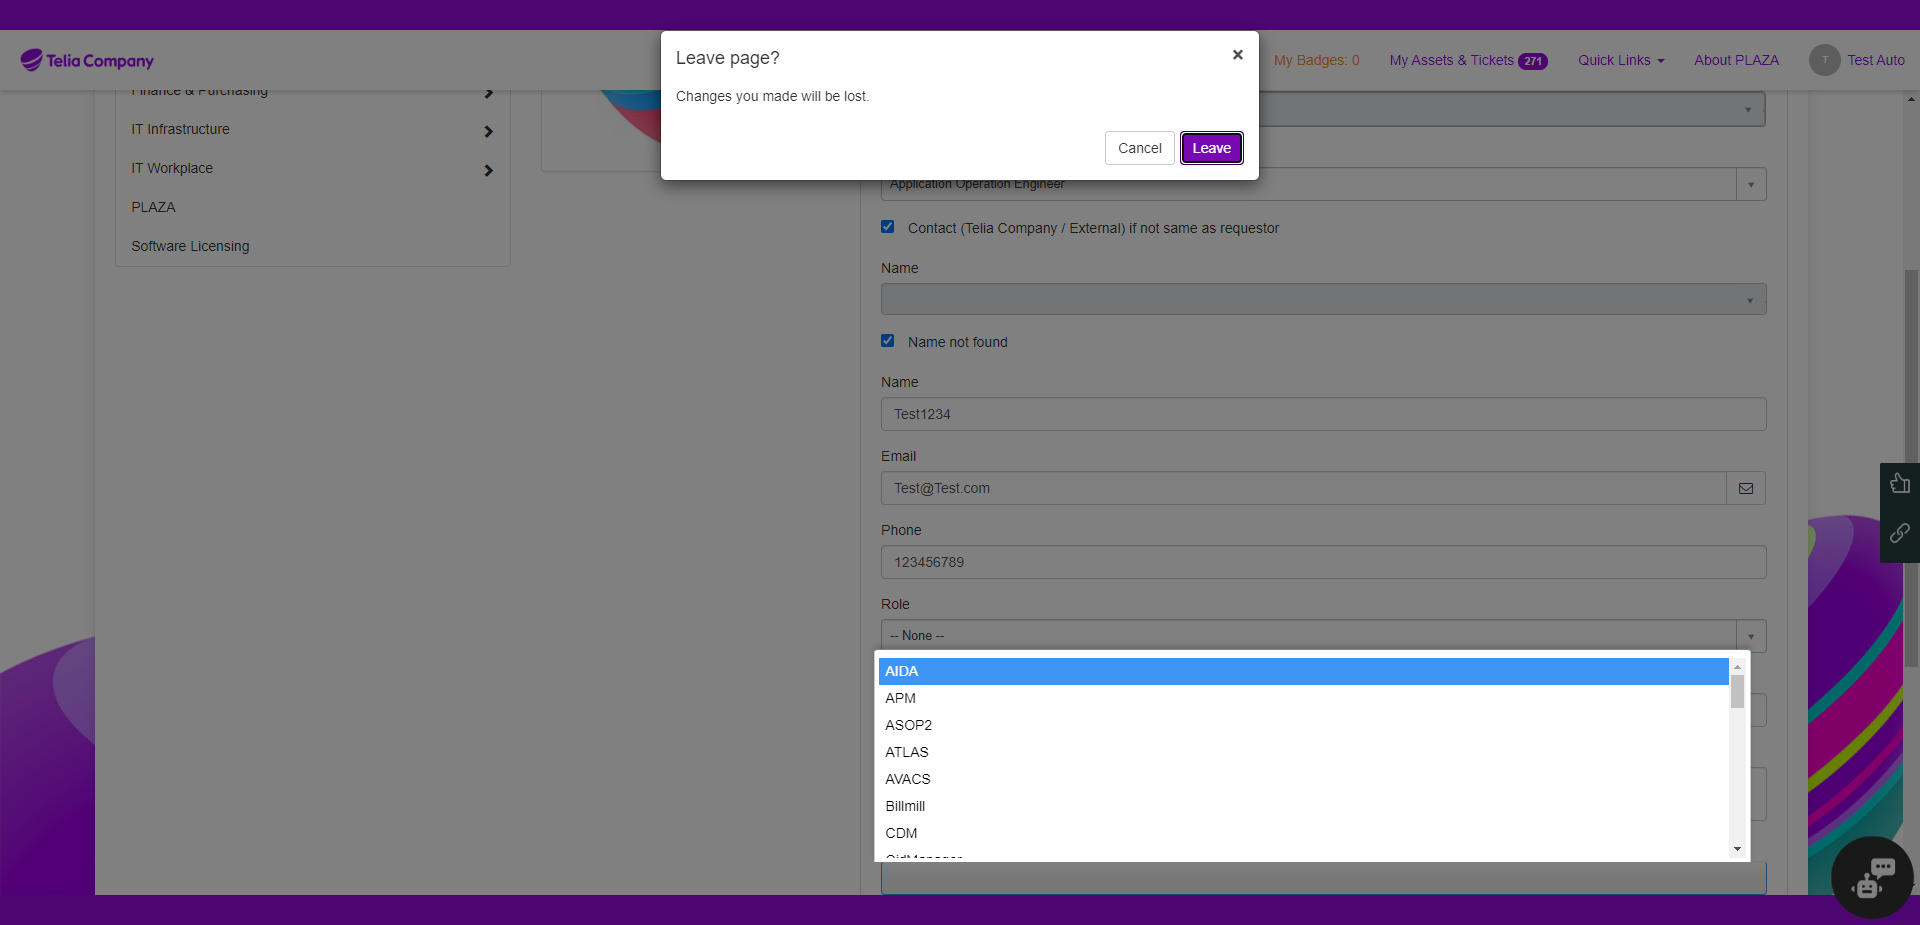 Telia Company
Leave page?
×
Changes you made will be lost.
Cancel
Leave
My Badges: 0
My Assets & Tickets 271
Quick Links
About PLAZA
T
Test Auto
Finance & Purchasing
IT Infrastructure
IT Workplace
PLAZA
Software Licensing
Application Operation Engineer
Contact (Telia Company / External) if not same as requestor
Name
Name not found
Name
Test1234
Email
Test@Test.com
Phone
123456789
Role
-- None --
AIDA
APM
ASOP2
ATLAS
AVACS
Billmill
CDM